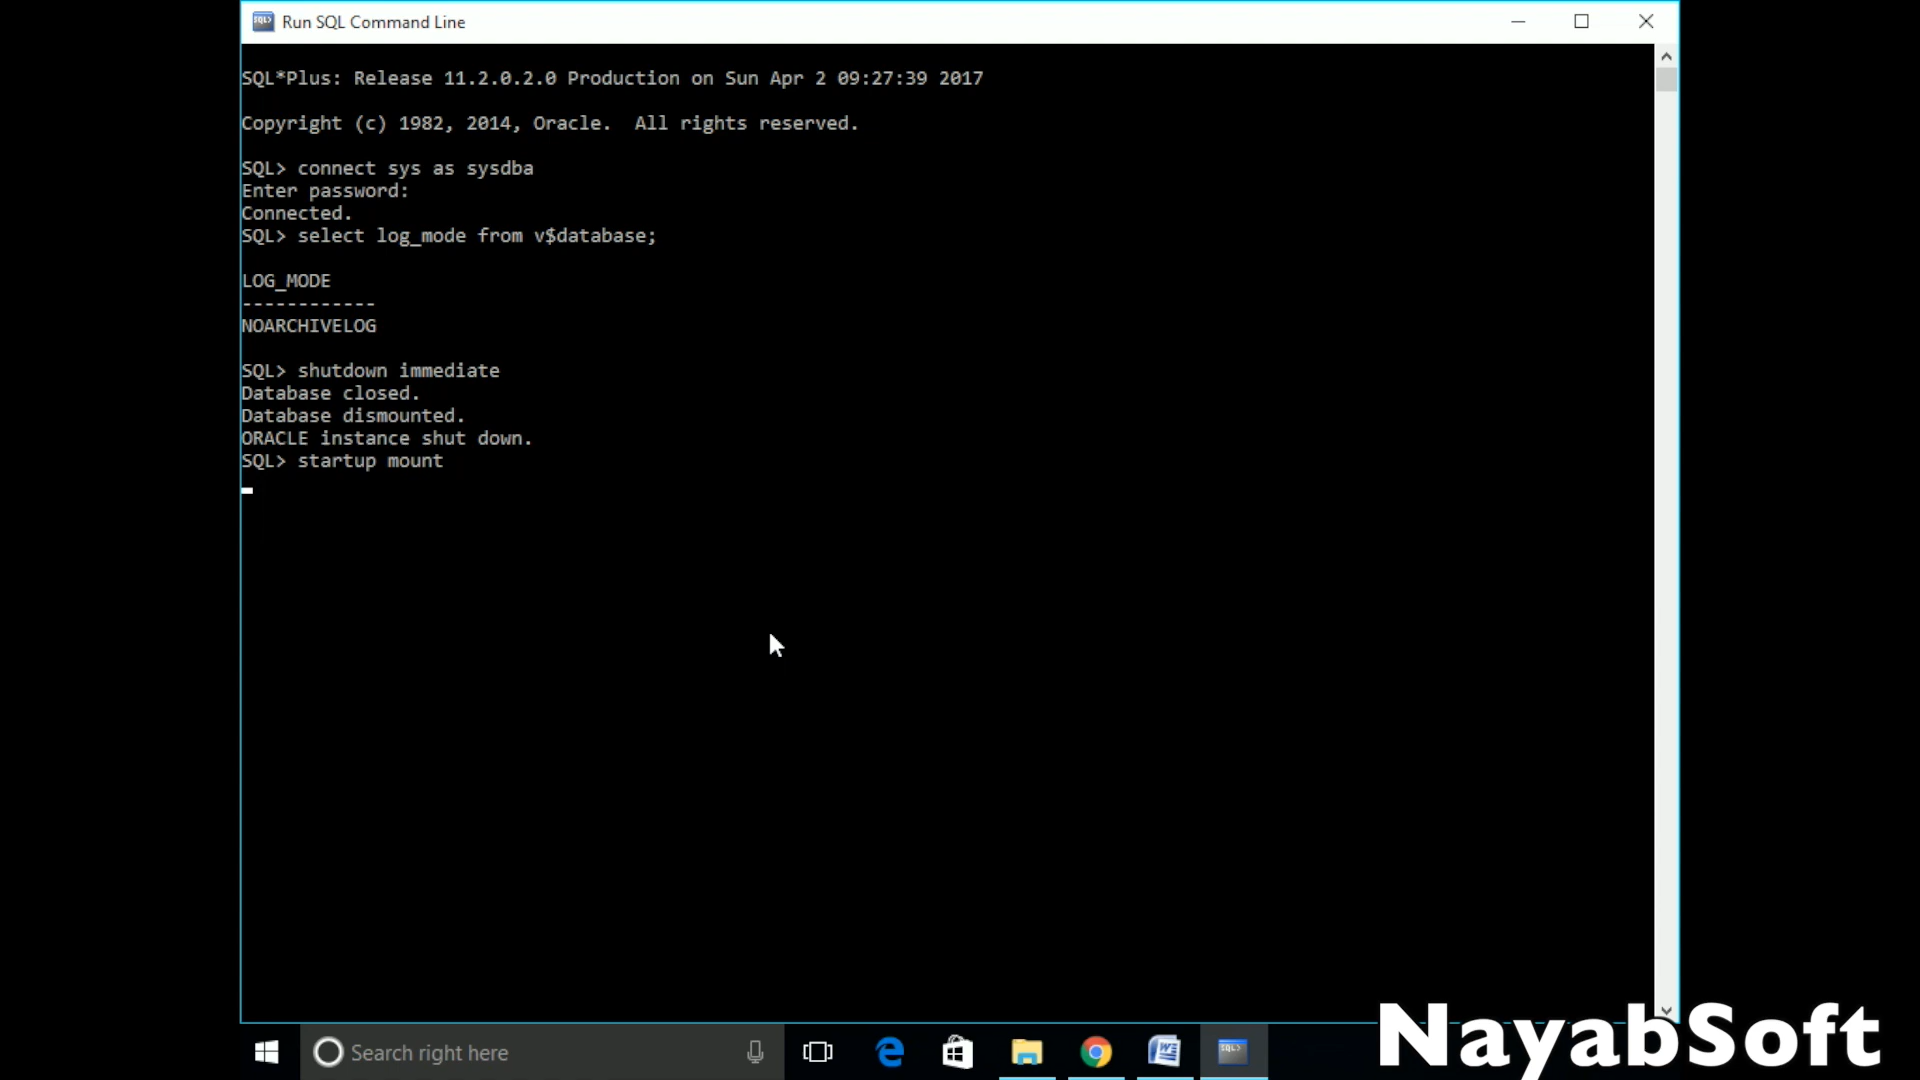 Run SQL Command Line
SQL*Plus: Release 11.2.0.2.0 Production on Sun Apr 2 09:27:39 2017
Copyright (c) 1982, 2014, Oracle.  All rights reserved.
SQL> connect sys as sysdba
Enter password:
Connected.
SQL> select log_mode from v$database;
LOG_MODE
------------
NOARCHIVELOG
SQL> shutdown immediate
Database closed.
Database dismounted.
ORACLE instance shut down.
SQL> startup mount
Search right here
NayabSoft